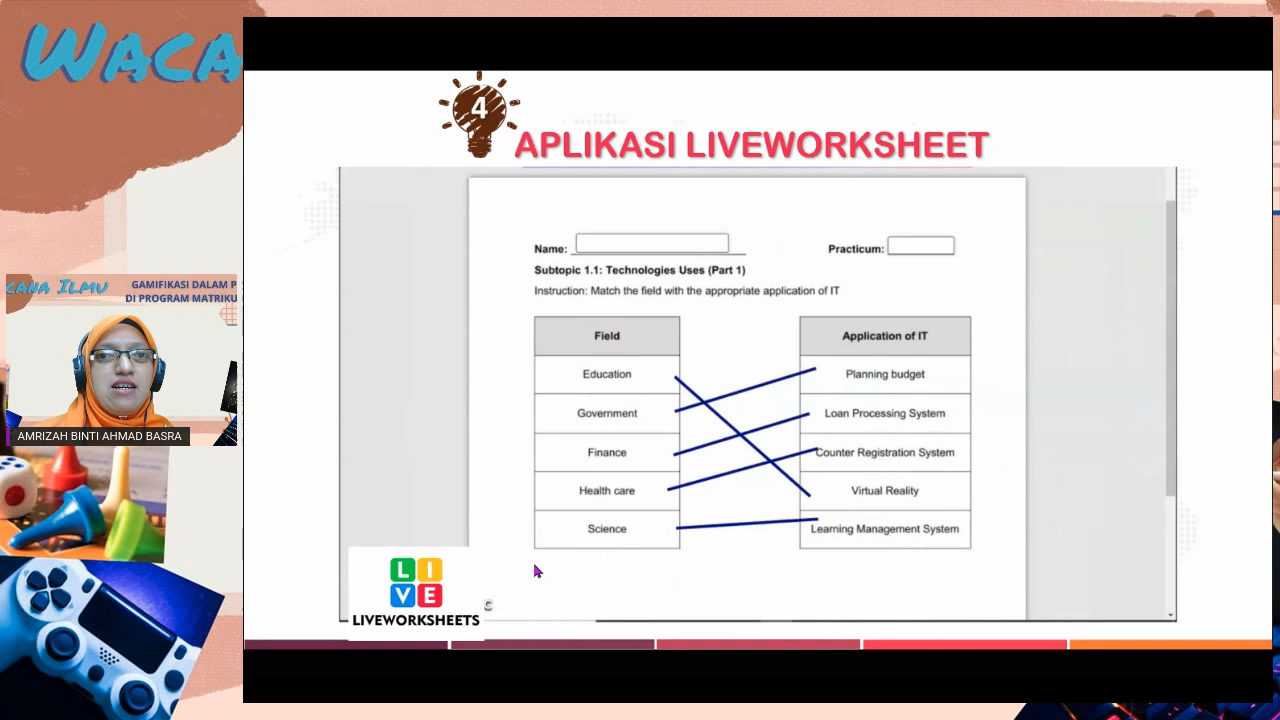 WACA
4
APLIKASI LIVEWORKSHEET
Name:
Practicum:
Subtopic 1.1: Technologies Uses (Part 1)
Instruction: Match the field with the appropriate application of IT
Field
Application of IT
Education
Planning budget
Government
Loan Processing System
Finance
Counter Registration System
Health care
Virtual Reality
Science
Learning Management System
CANA ILMU
GAMIFIKASI DALAM P
DI PROGRAM MATRIKU
AMRIZAH BINTI AHMAD BASRA
LIVE
LIVEWORKSHEETS